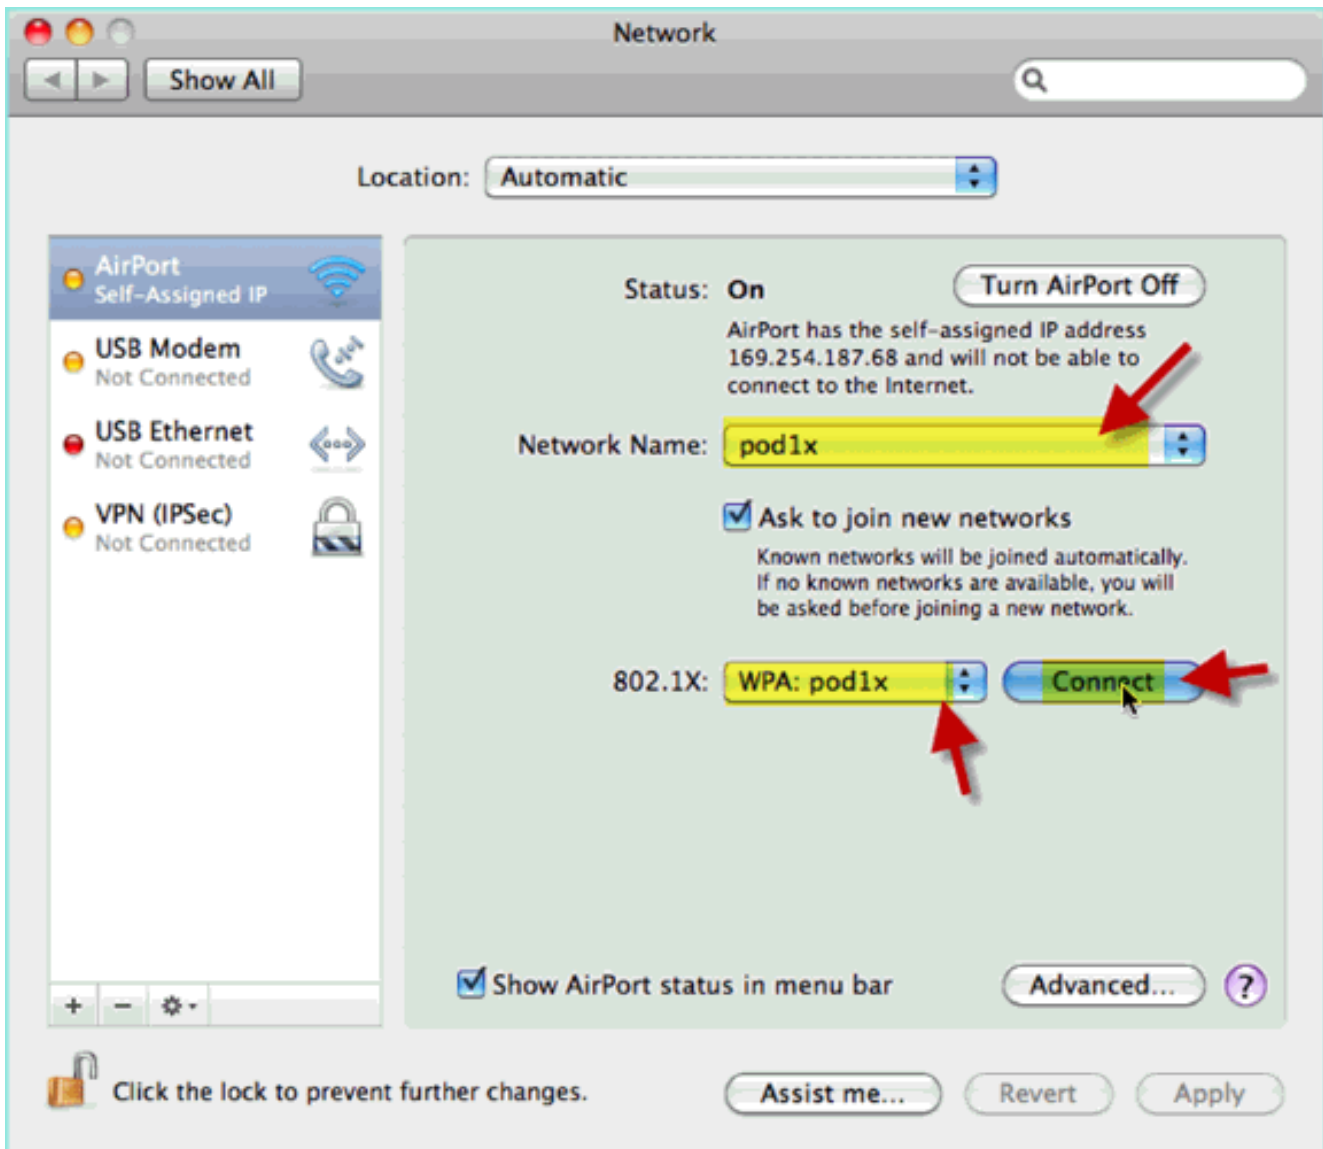 Network
Show All
Location: Automatic
AirPort
Self-Assigned IP
USB Modem
Not Connected
USB Ethernet
Not Connected
VPN (IPSec)
Not Connected
Status: On
Turn AirPort Off
AirPort has the self-assigned IP address
169.254.187.68 and will not be able to
connect to the Internet.
Network Name: pod1x
Ask to join new networks
Known networks will be joined automatically.
If no known networks are available, you will
be asked before joining a new network.
802.1X: WPA: pod1x Connect
Show AirPort status in menu bar
Advanced... ?
Click the lock to prevent further changes.
Assist me... Revert Apply